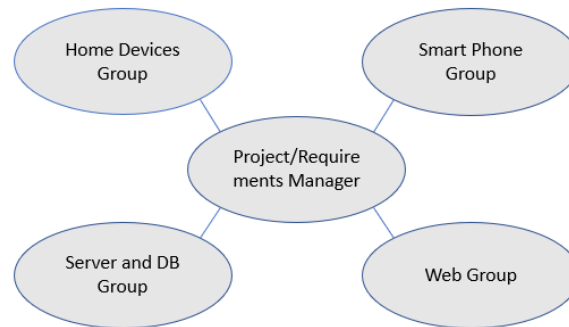 Home Devices
Group
Smart Phone
Group
Project/Require
ments Manager
Server and DB
Group
Web Group